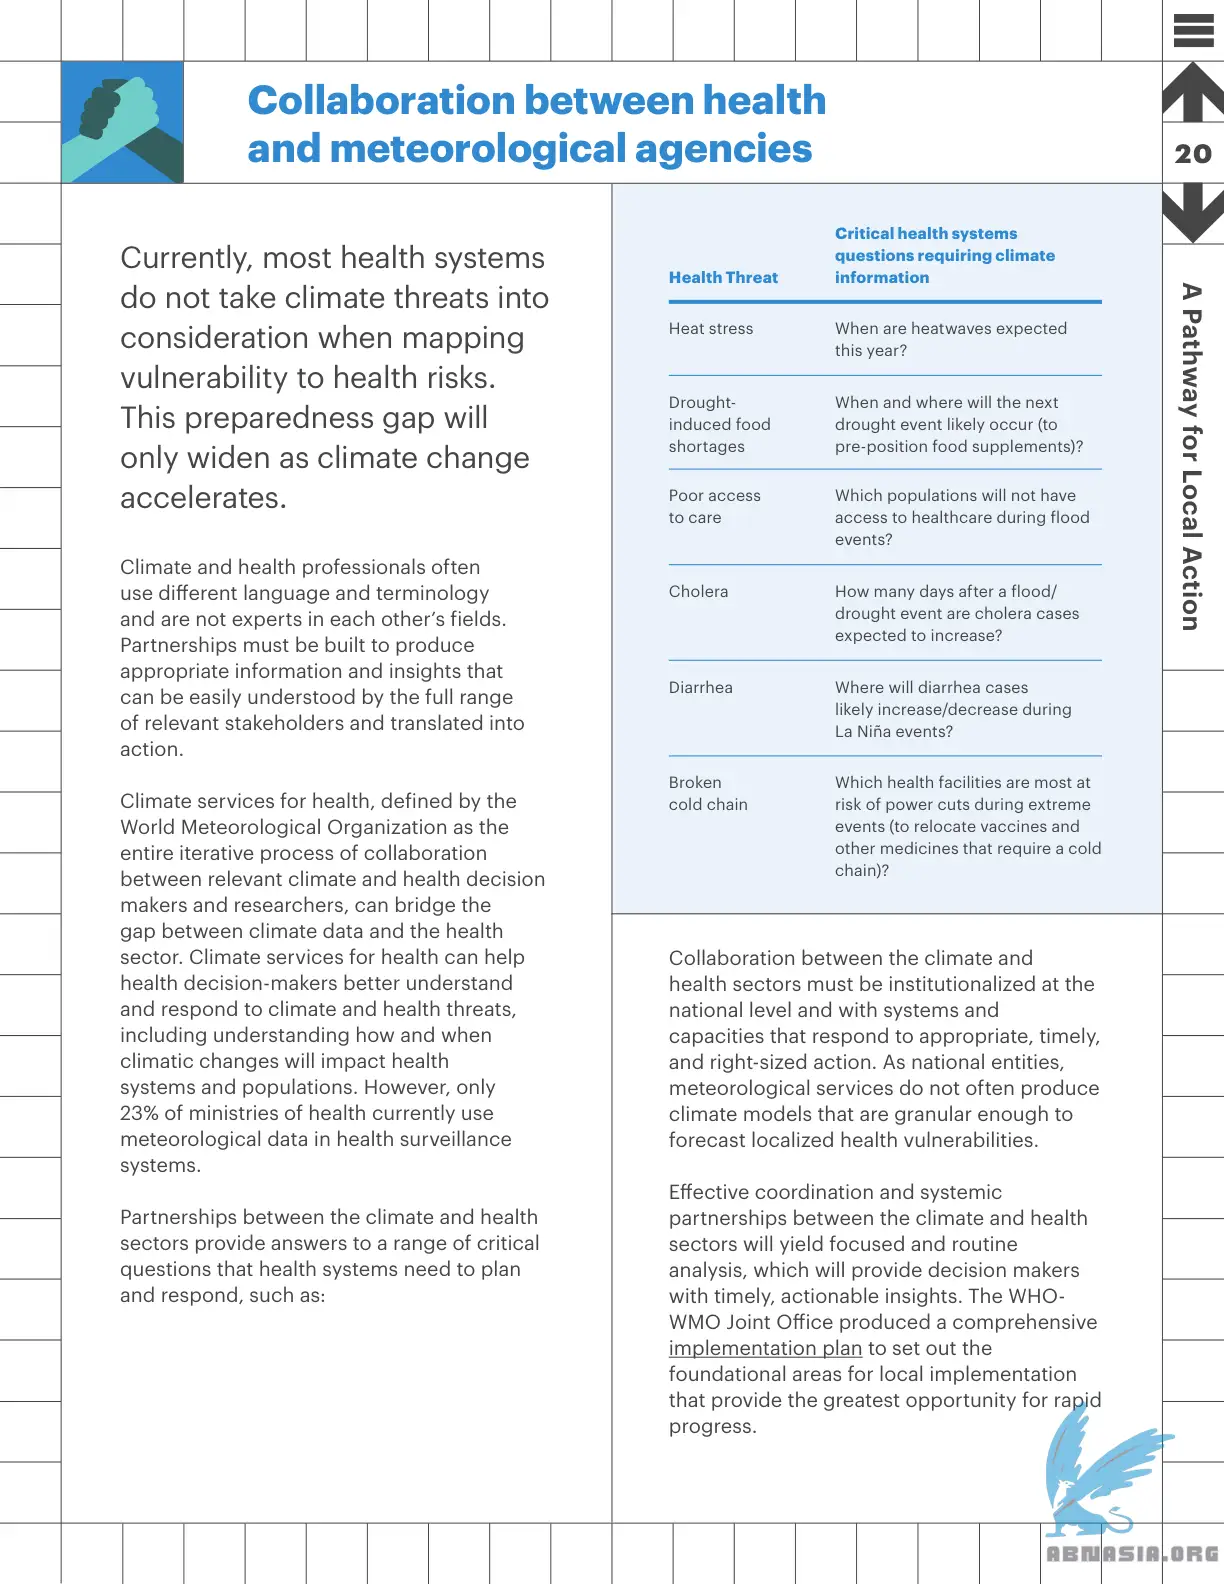 Collaboration between health
and meteorological agencies
20
A Pathway for Local Action
Currently, most health systems
do not take climate threats into
consideration when mapping
vulnerability to health risks.
This preparedness gap will
only widen as climate change
accelerates.
Climate and health professionals often
use different language and terminology
and are not experts in each other’s fields.
Partnerships must be built to produce
appropriate information and insights that
can be easily understood by the full range
of relevant stakeholders and translated into
action.
Climate services for health, defined by the
World Meteorological Organization as the
entire iterative process of collaboration
between relevant climate and health decision
makers and researchers, can bridge the
gap between climate data and the health
sector. Climate services for health can help
health decision-makers better understand
and respond to climate and health threats,
including understanding how and when
climatic changes will impact health
systems and populations. However, only
23% of ministries of health currently use
meteorological data in health surveillance
systems.
Partnerships between the climate and health
sectors provide answers to a range of critical
questions that health systems need to plan
and respond, such as:
Health Threat
Critical health systems
questions requiring climate
information
Heat stress
When are heatwaves expected
this year?
Drought-
induced food
shortages
When and where will the next
drought event likely occur (to
pre-position food supplements)?
Poor access
to care
Which populations will not have
access to healthcare during flood
events?
Cholera
How many days after a flood/
drought event are cholera cases
expected to increase?
Diarrhea
Where will diarrhea cases
likely increase/decrease during
La Niña events?
Broken
cold chain
Which health facilities are most at
risk of power cuts during extreme
events (to relocate vaccines and
other medicines that require a cold
chain)?
Collaboration between the climate and
health sectors must be institutionalized at the
national level and with systems and
capacities that respond to appropriate, timely,
and right-sized action. As national entities,
meteorological services do not often produce
climate models that are granular enough to
forecast localized health vulnerabilities.
Effective coordination and systemic
partnerships between the climate and health
sectors will yield focused and routine
analysis, which will provide decision makers
with timely, actionable insights. The WHO-
WMO Joint Office produced a comprehensive
implementation plan to set out the
foundational areas for local implementation
that provide the greatest opportunity for rapid
progress.
ABNASIA.ORG